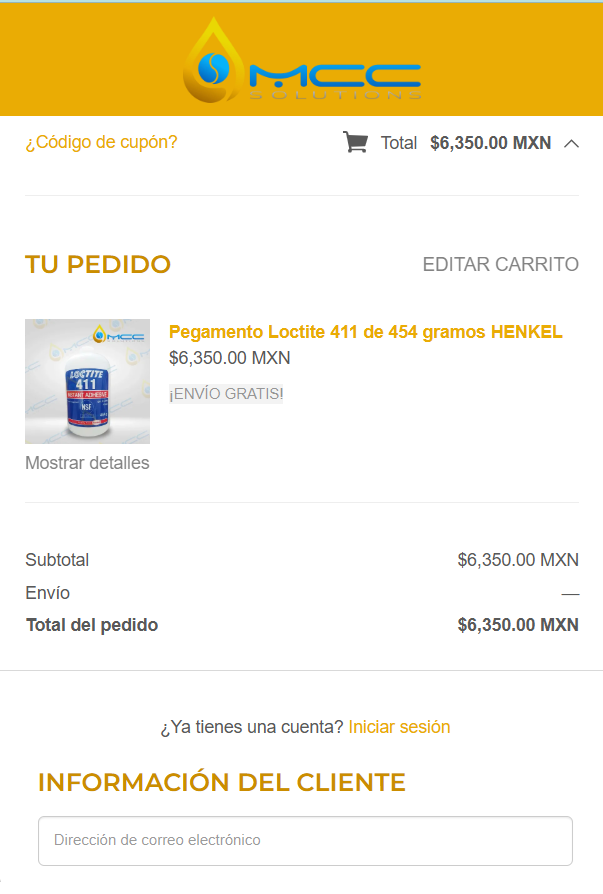 MCC
SOLUTIONS
¿Código de cupón?
Total $6,350.00 MXN
TU PEDIDO
EDITAR CARRITO
MCC
LOCTITE
411
INSTANT ADHESIVE
NSF
Pegamento Loctite 411 de 454 gramos HENKEL
$6,350.00 MXN
¡ENVÍO GRATIS!
Mostrar detalles
Subtotal $6,350.00 MXN
Envío —
Total del pedido $6,350.00 MXN
¿Ya tienes una cuenta? Iniciar sesión
INFORMACIÓN DEL CLIENTE
Dirección de correo electrónico